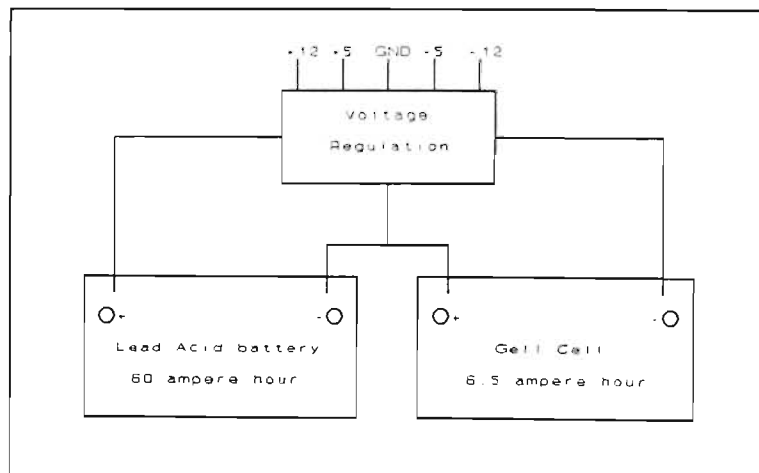 +12 +5 GND -5 -12
Voltage
Regulation
+ -
+ -
Lead Acid battery
60 ampere hour
Gell Cell
6.5 ampere hour